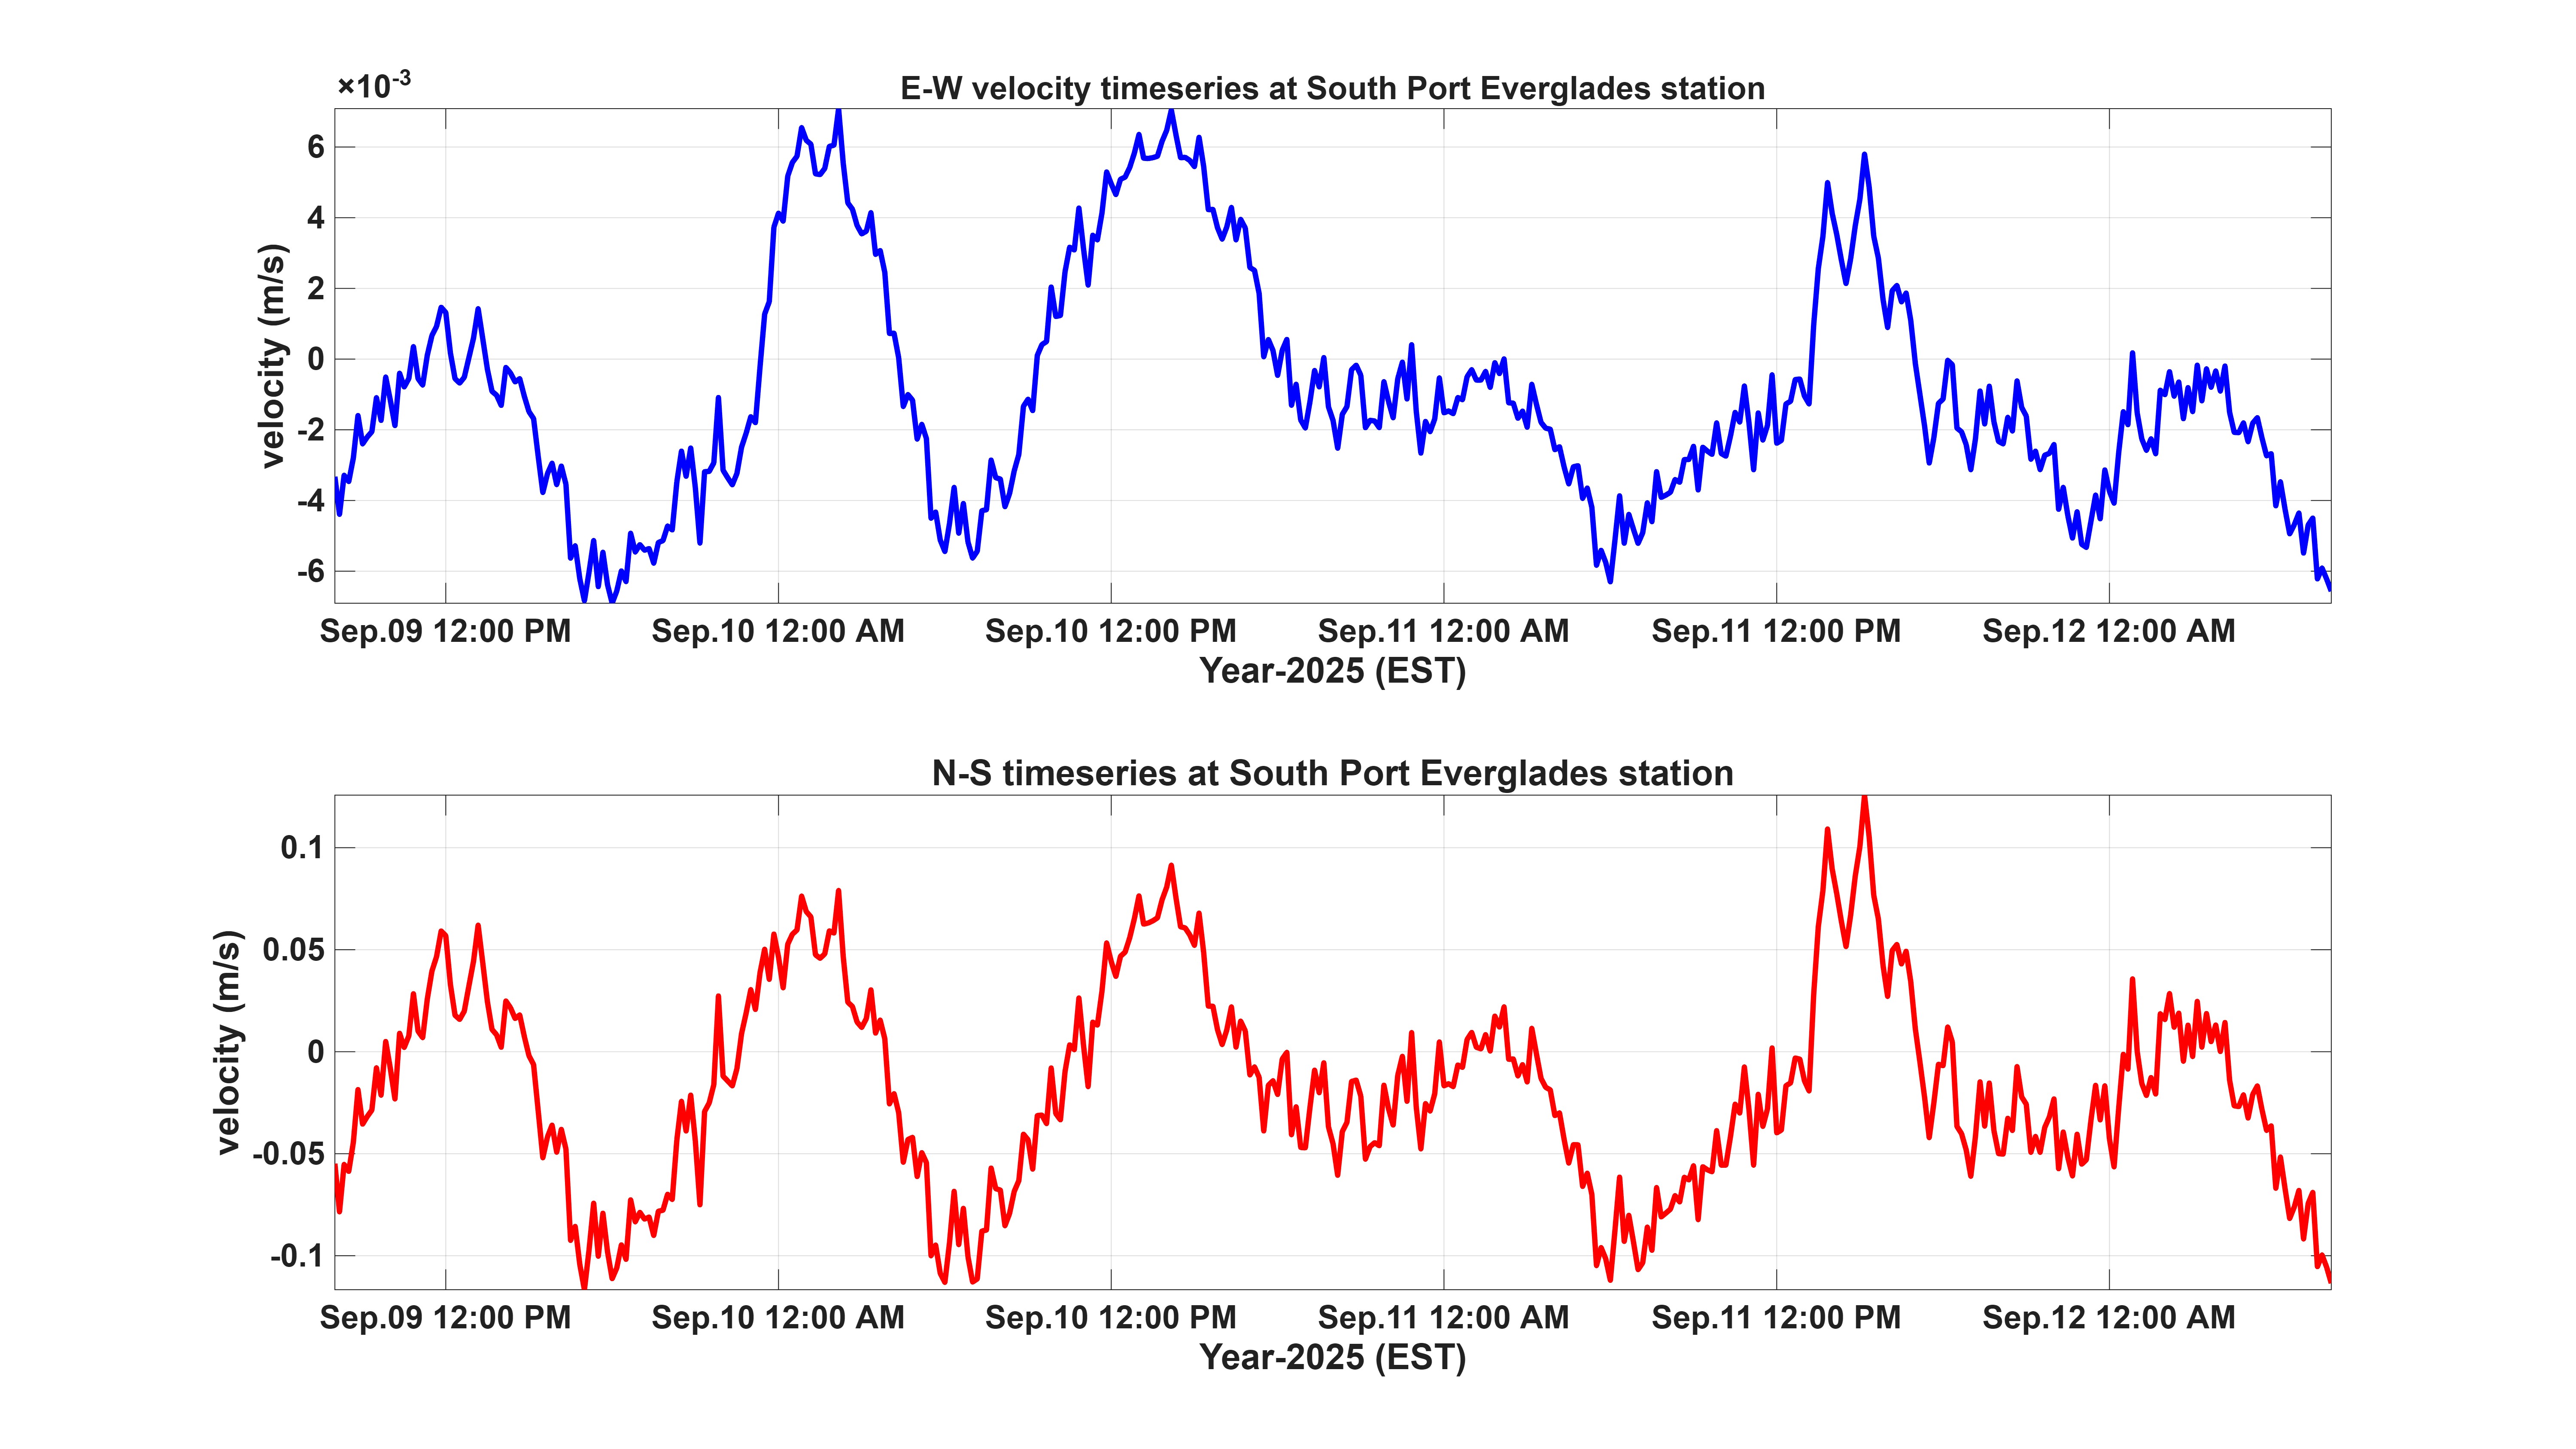 ×10-3
E-W velocity timeseries at South Port Everglades station
6
4
2
0
-2
-4
-6
velocity (m/s)
Sep.09 12:00 PM Sep.10 12:00 AM Sep.10 12:00 PM Sep.11 12:00 AM Sep.11 12:00 PM Sep.12 12:00 AM
Year-2025 (EST)
N-S timeseries at South Port Everglades station
0.1
0.05
0
-0.05
-0.1
velocity (m/s)
Sep.09 12:00 PM Sep.10 12:00 AM Sep.10 12:00 PM Sep.11 12:00 AM Sep.11 12:00 PM Sep.12 12:00 AM
Year-2025 (EST)